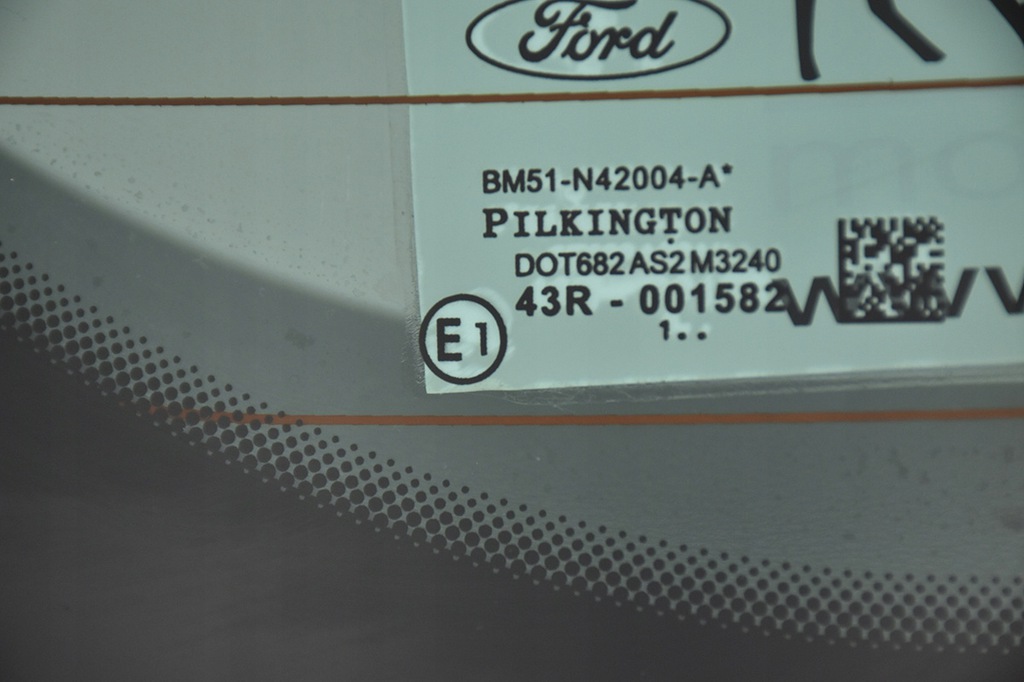 Ford
BM51-N42004-A*
PILKINGTON
DOT682 AS2 M3240
43R - 001582
E1
1..